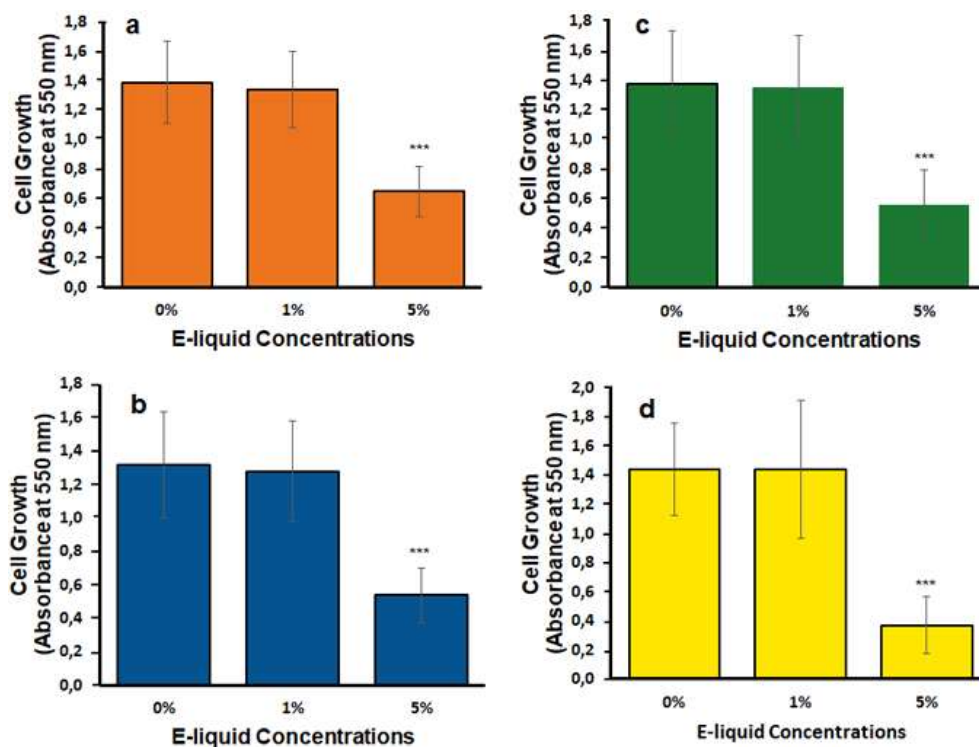 a
Cell Growth
(Absorbance at 550 nm)
1,8
1,6
1,4
1,2
1,0
0,8
0,6
0,4
0,2
0,0
***
0% 1% 5%
E-liquid Concentrations
c
Cell Growth
(Absorbance at 550 nm)
1,8
1,6
1,4
1,2
1,0
0,8
0,6
0,4
0,2
0,0
***
0% 1% 5%
E-liquid Concentrations
b
Cell Growth
(Absorbance at 550 nm)
1,8
1,6
1,4
1,2
1,0
0,8
0,6
0,4
0,2
0,0
***
0% 1% 5%
E-liquid Concentrations
d
Cell Growth
(Absorbance at 550 nm)
2,0
1,8
1,6
1,4
1,2
1,0
0,8
0,6
0,4
0,2
0,0
***
0% 1% 5%
E-liquid Concentrations